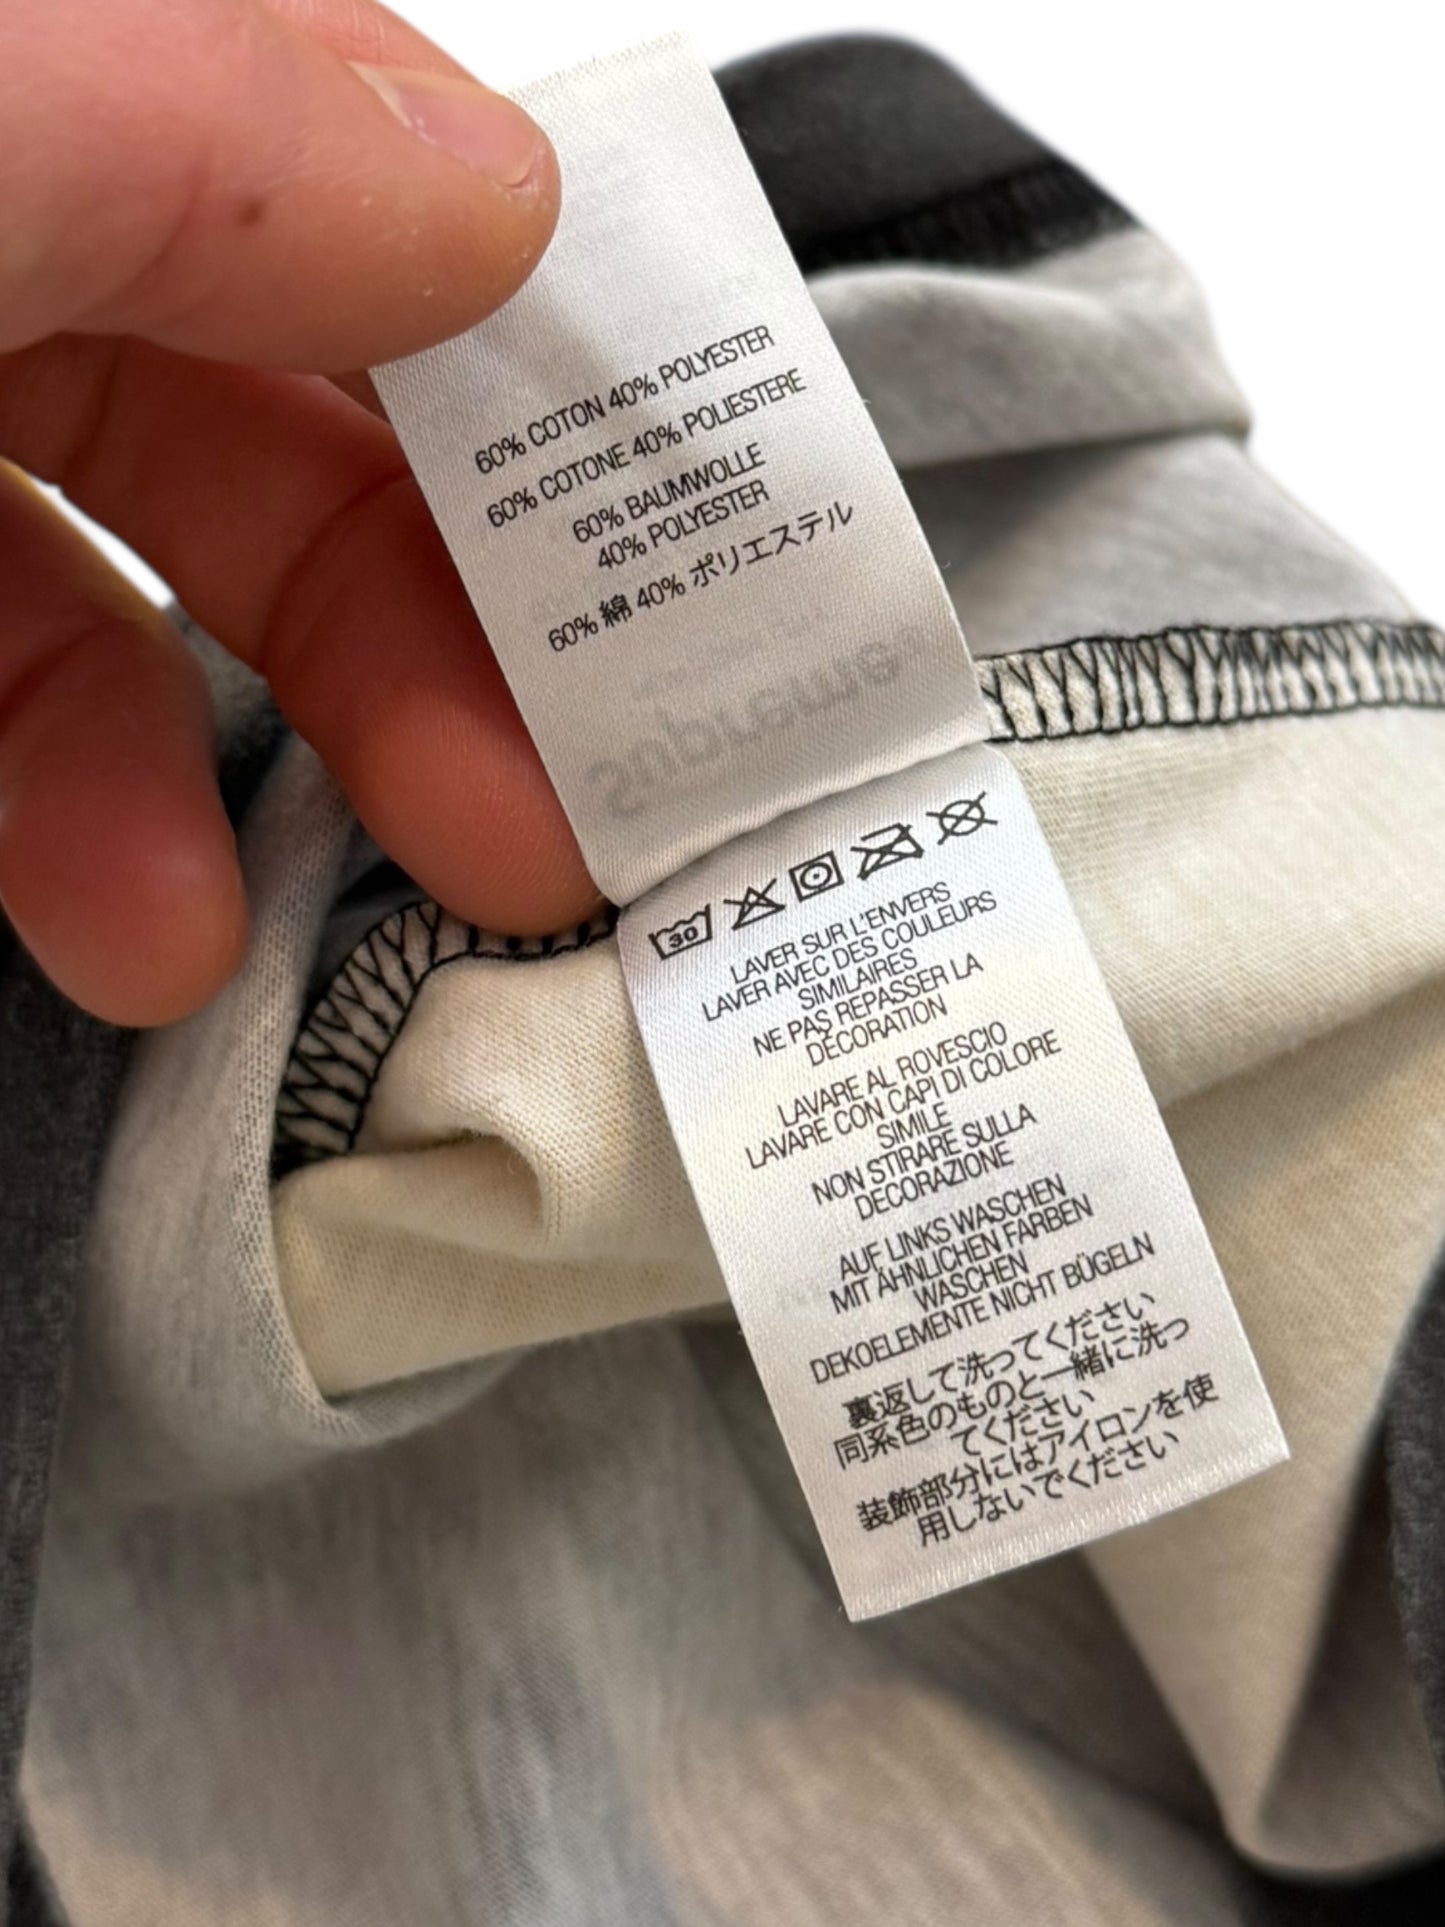 60% COTON 40% POLYESTER
60% COTONE 40% POLIESTERE
60% BAUMWOLLE
40% POLYESTER
60% 綿 40% ポリエステル
30
LAVER SUR L'ENVERS
LAVER AVEC DES COULEURS
SIMILAIRES
NE PAS REPASSER LA
DÉCORATION
LAVARE AL ROVESCIO
LAVARE CON CAPI DI COLORE
SIMILE
NON STIRARE SULLA
DECORAZIONE
AUF LINKS WASCHEN
MIT ÄHNLICHEN FARBEN
WASCHEN
DEKOELEMENTE NICHT BÜGELN
裏返して洗ってください
同系色のものと一緒に洗っ
てください
装飾部分にはアイロンを使
用しないでください